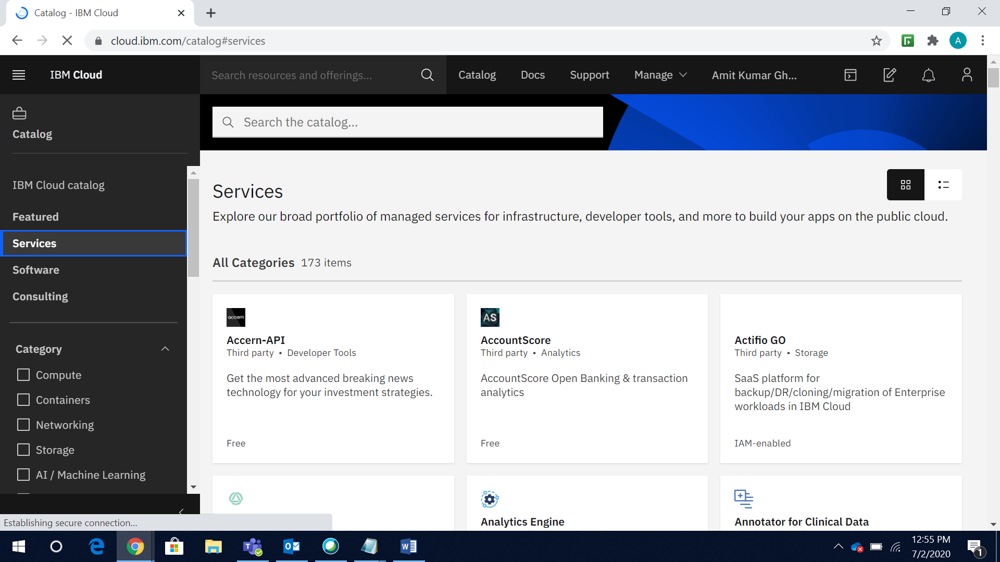 Catalog - IBM Cloud
cloud.ibm.com/catalog#services
A
IBM Cloud
Search resources and offerings...
Catalog
Docs
Support
Manage
Amit Kumar Gh...
Catalog
Search the catalog...
IBM Cloud catalog
Featured
Services
Software
Consulting
Category
Compute
Containers
Networking
Storage
AI / Machine Learning
Services
Explore our broad portfolio of managed services for infrastructure, developer tools, and more to build your apps on the public cloud.
All Categories 173 items
accern
Accern-API
Third party • Developer Tools
Get the most advanced breaking news
technology for your investment strategies.
Free
AS
AccountScore
Third party • Analytics
AccountScore Open Banking & transaction
analytics
Free
Actifio GO
Third party • Storage
SaaS platform for
backup/DR/cloning/migration of Enterprise
workloads in IBM Cloud
IAM-enabled
Analytics Engine
Annotator for Clinical Data
Establishing secure connection...
12:55 PM
7/2/2020
1